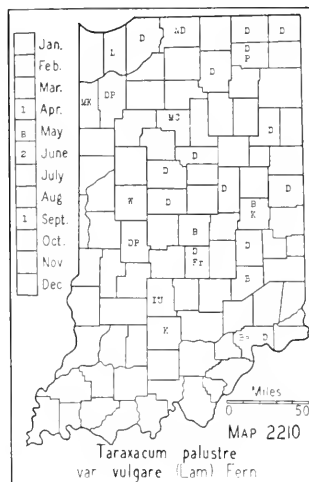 Jan.
Feb.
Mar.
1 Apr.
8 May
2 June
July
Aug
1 Sept.
Oct.
Nov
Dec
L D ND D D
D
P
D
MK DP
MC
D
D
D
W D D D
B
K
B
DP D
Fr
D
B
IU
K
D
Miles
0 50
MAP 2210
Taraxacum palustre
var vulgare (Lam) Fern